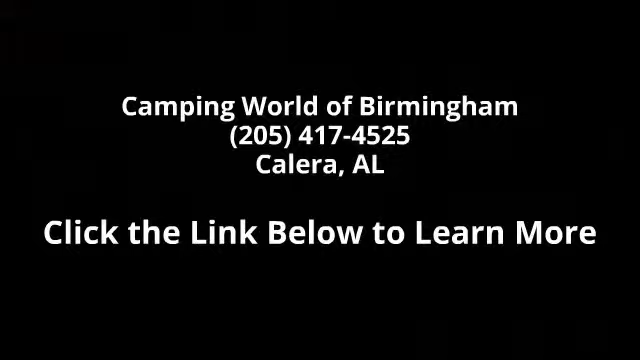 Camping World of Birmingham
(205) 417-4525
Calera, AL
Click the Link Below to Learn More